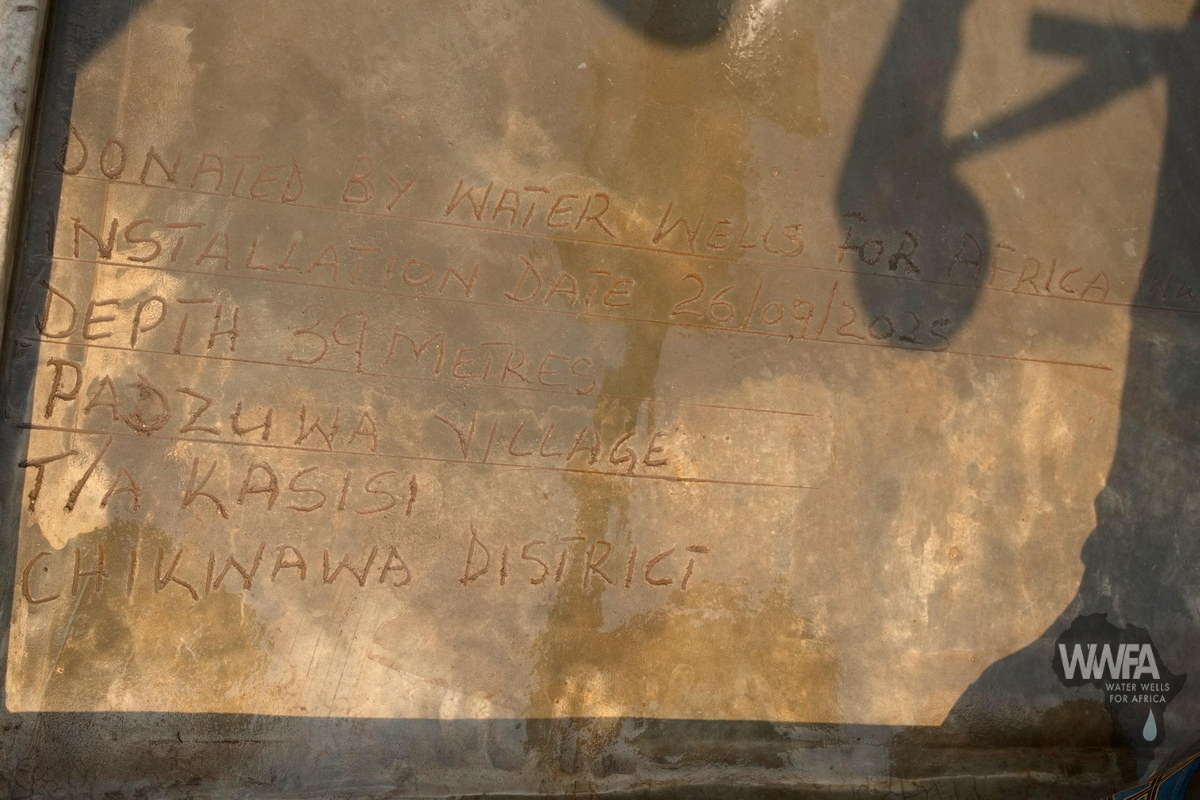 DONATED BY WATER WELLS FOR AFRICA
INSTALLATION DATE 26/09/2025
DEPTH 39 METRES
PADZUWA VILLAGE
T/A KASISI
CHIKWAWA DISTRICT
WWFA
WATER WELLS
FOR AFRICA